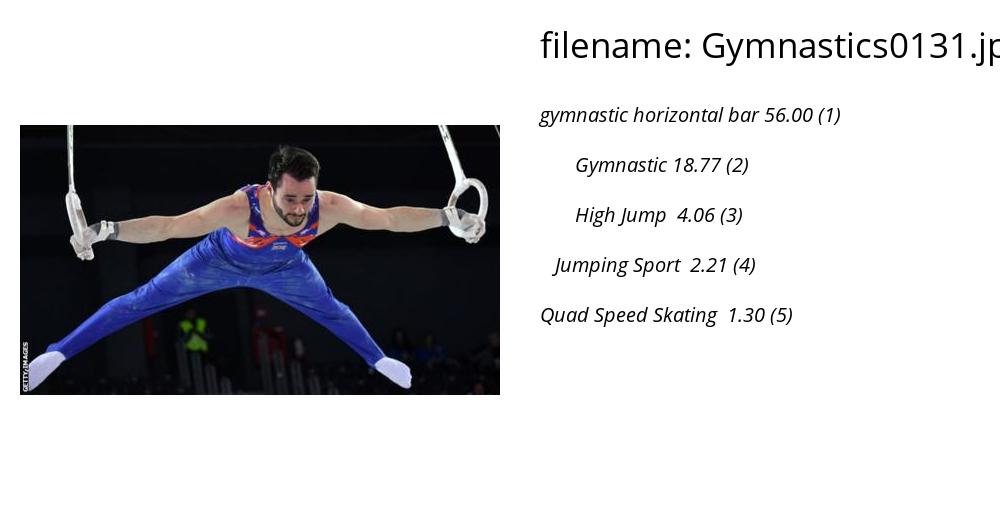 filename: Gymnastics0131.jp
gymnastic horizontal bar 56.00 (1)
Gymnastic 18.77 (2)
High Jump 4.06 (3)
Jumping Sport 2.21 (4)
Quad Speed Skating 1.30 (5)
GETTY IMAGES